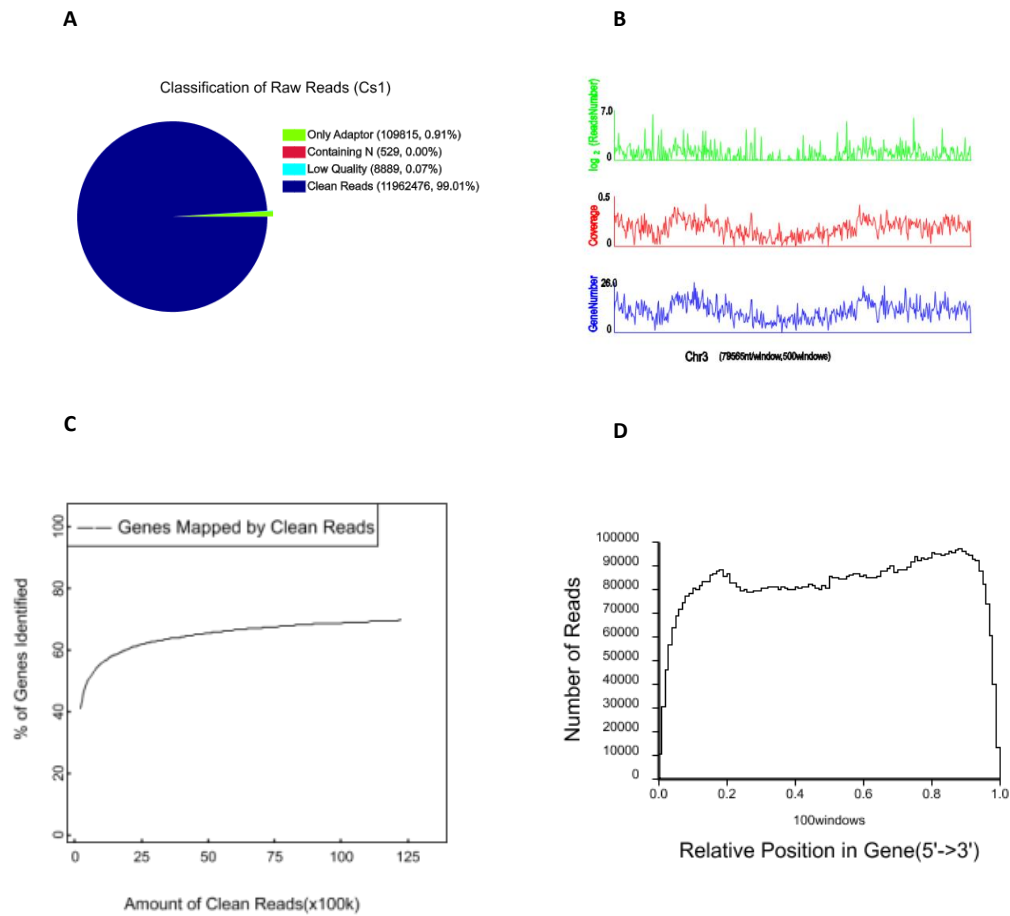 A
Classification of Raw Reads (Cs1)
Only Adaptor (109815, 0.91%)
Containing N (529, 0.00%)
Low Quality (8889, 0.07%)
Clean Reads (11962476, 99.01%)
B
7.0
0
log 2 (ReadsNumber)
0.5
0
Coverage
26.0
0
GeneNumber
Chr3 (79565nt/window,500windows)
C
Genes Mapped by Clean Reads
100
80
60
40
20
0
% of Genes Identified
0 25 50 75 100 125
Amount of Clean Reads(x100k)
D
100000
90000
80000
70000
60000
50000
40000
30000
20000
10000
0
Number of Reads
0.0 0.2 0.4 0.6 0.8 1.0
100windows
Relative Position in Gene(5'->3')